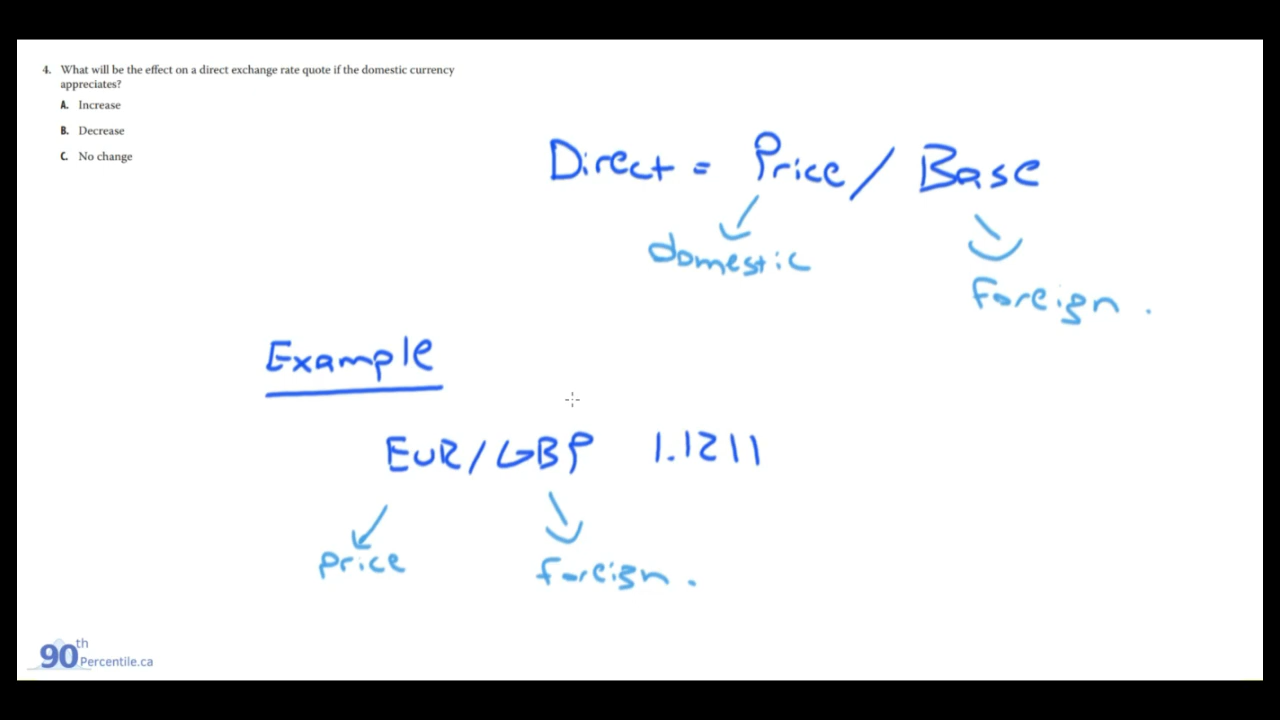 4. What will be the effect on a direct exchange rate quote if the domestic currency
appreciates?
A. Increase
B. Decrease
C. No change
Direct = Price / Base
domestic
Foreign.
Example
EUR/GBP 1.1211
Price
foreign.
90th
Percentile.ca